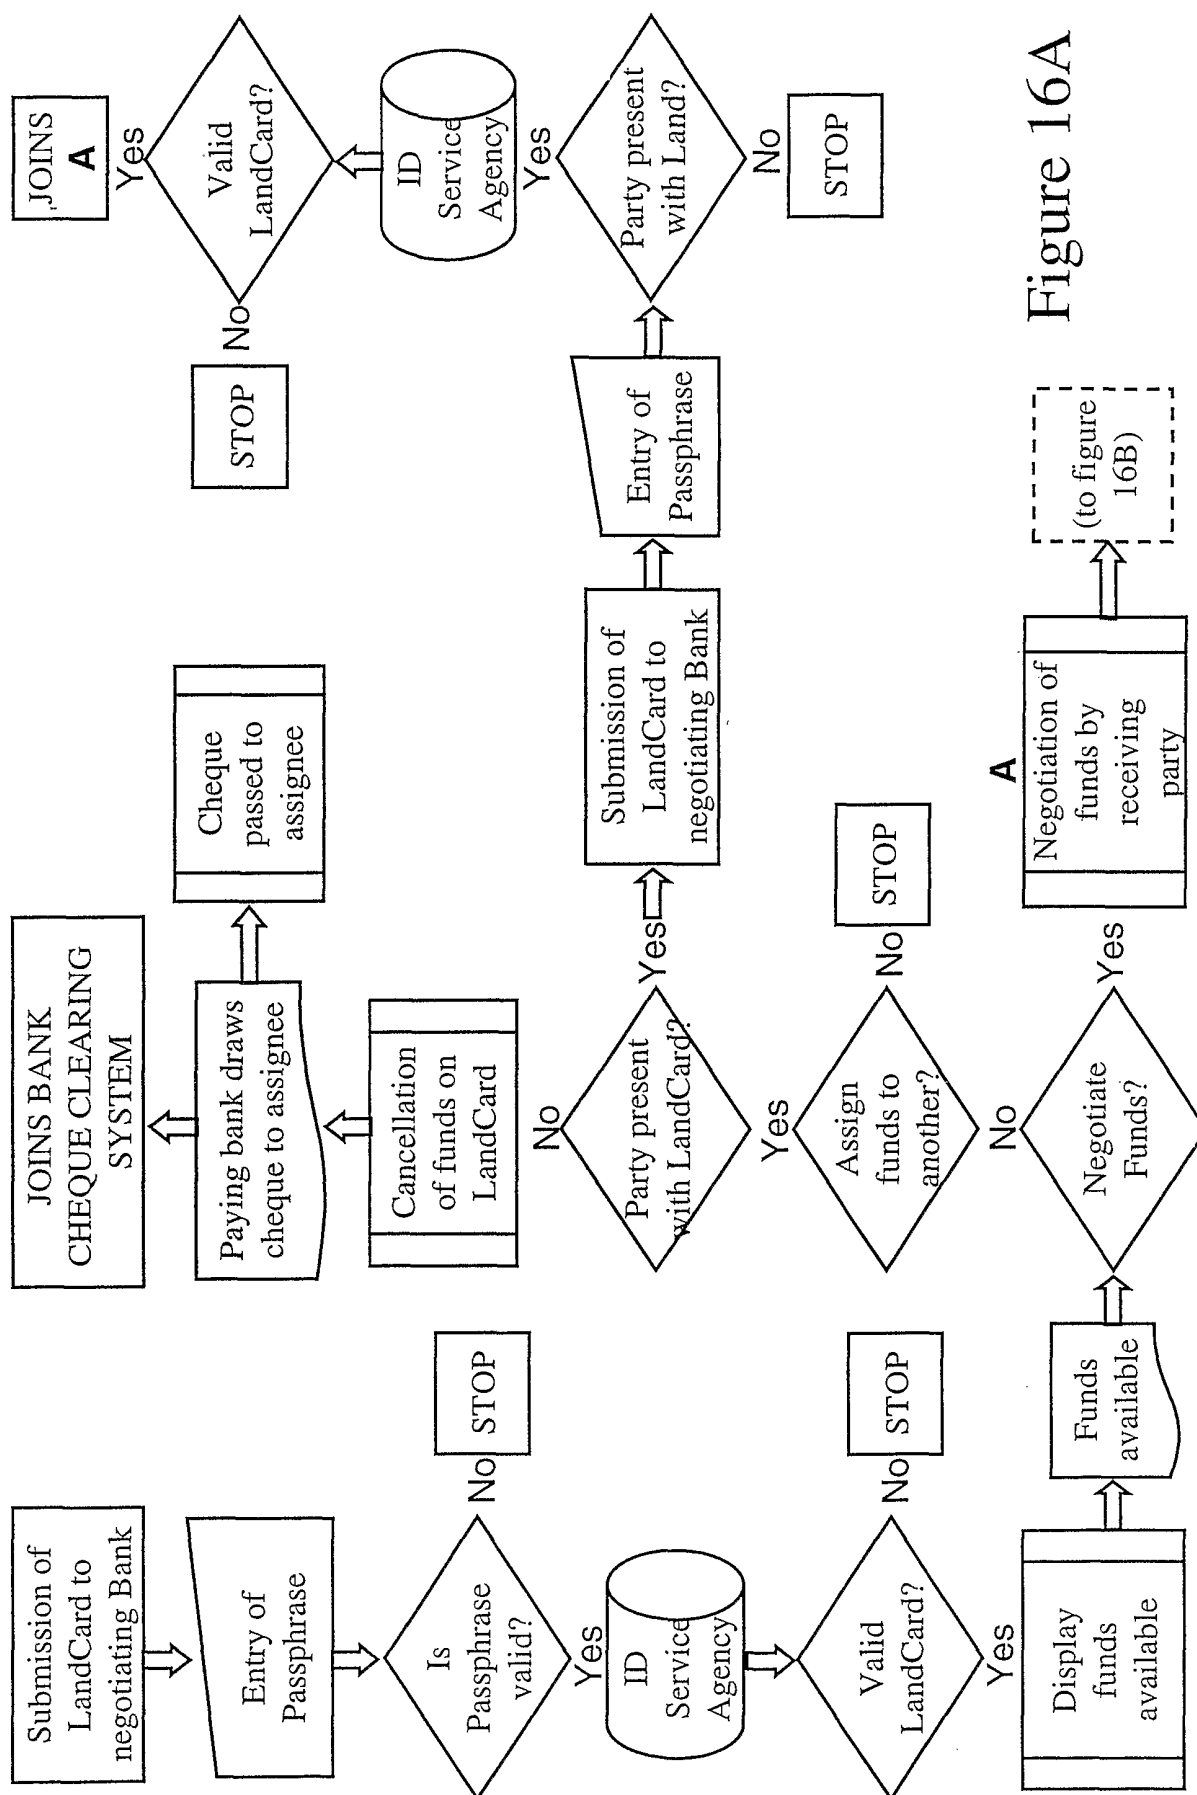 Submission of
LandCard to
negotiating Bank
Entry of
Passphrase
Is
Passphrase
valid?
No
STOP
Yes
ID
Service
Agency
Valid
LandCard?
No
STOP
Yes
Display
funds
available
Funds
available
Negotiate
Funds?
Yes
A
Negotiation of
funds by
receiving
party
(to figure
16B)
No
Assign
funds to
another?
No
STOP
Yes
Party present
with LandCard?
No
Cancellation
of funds on
LandCard
Paying bank draws
cheque to assignee
JOINS BANK
CHEQUE CLEARING
SYSTEM
Cheque
passed to
assignee
Yes
Submission of
LandCard to
negotiating Bank
Entry of
Passphrase
Party present
with Land?
No
STOP
Yes
ID
Service
Agency
Valid
LandCard?
No
STOP
Yes
JOINS
A
Figure 16A